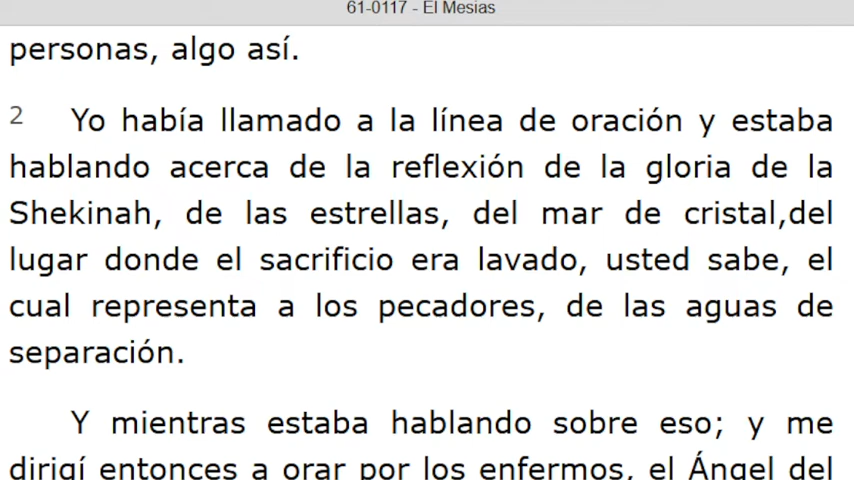 61-0117 - El Mesias
personas, algo así.
2 Yo había llamado a la línea de oración y estaba
hablando acerca de la reflexión de la gloria de la
Shekinah, de las estrellas, del mar de cristal,del
lugar donde el sacrificio era lavado, usted sabe, el
cual representa a los pecadores, de las aguas de
separación.
Y mientras estaba hablando sobre eso; y me
dirigí entonces a orar por los enfermos, el Ángel del